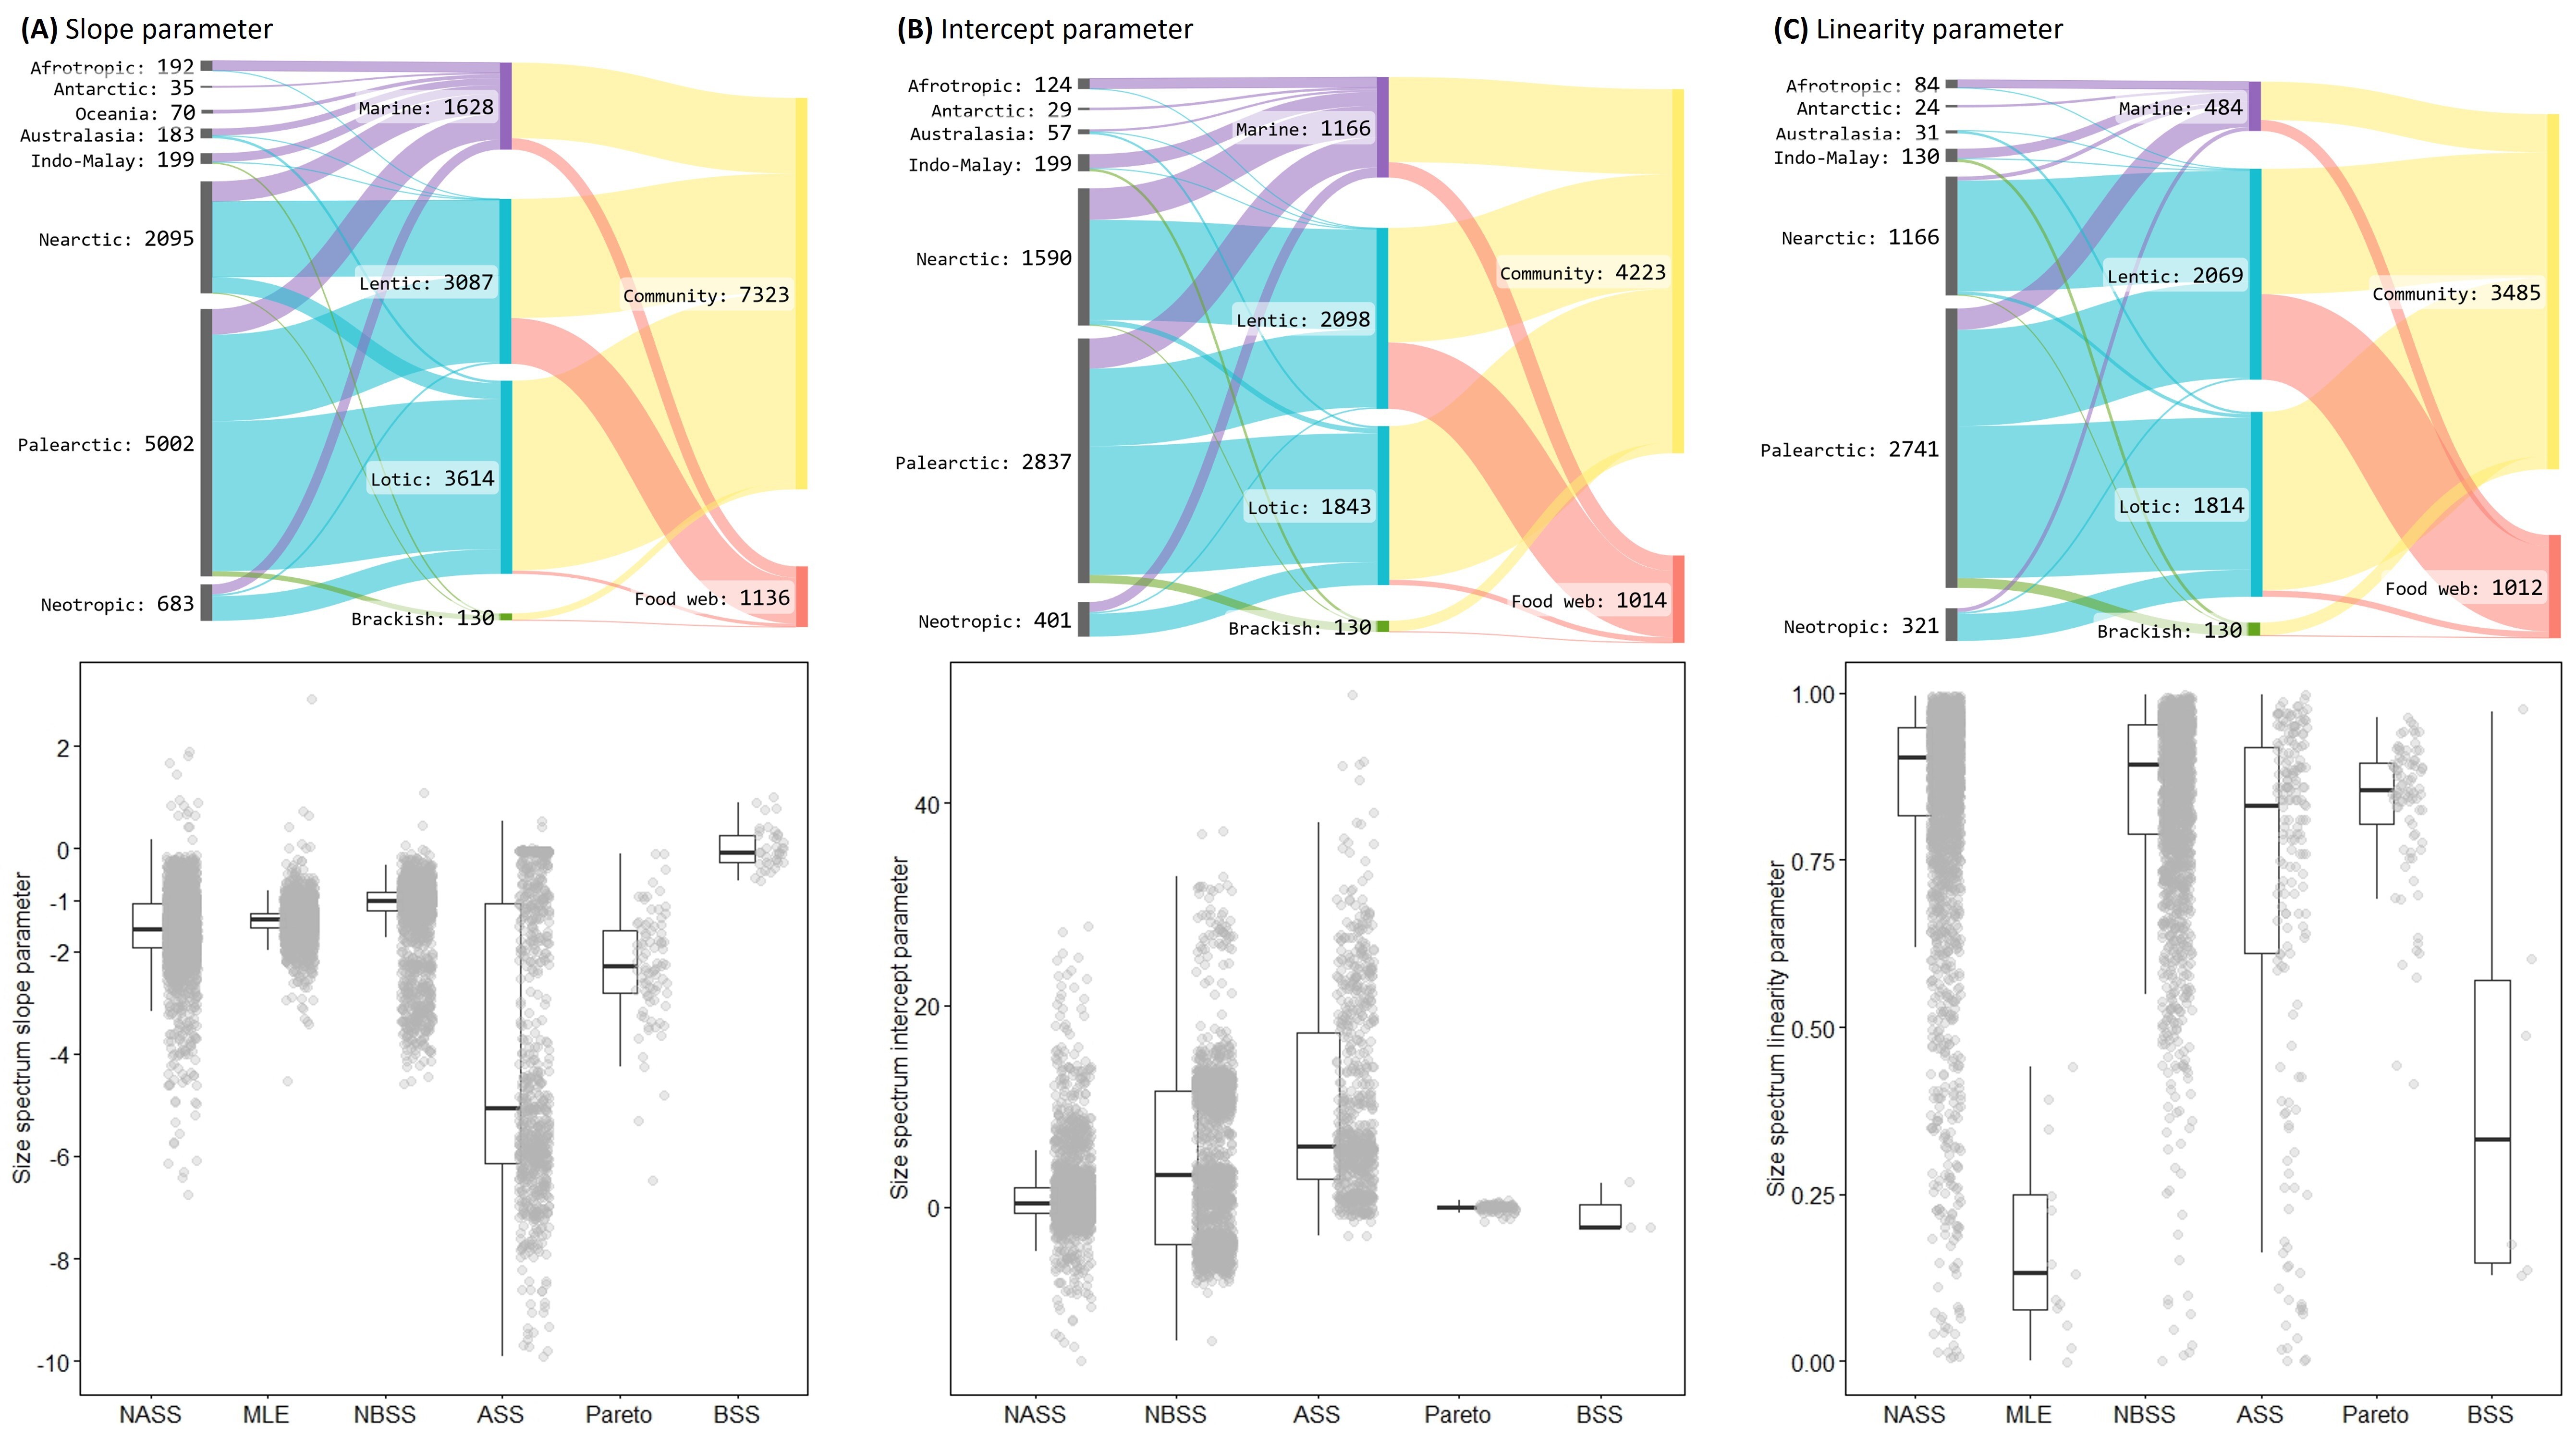 (A) Slope parameter
Afrotropic: 192
Antarctic: 35
Oceania: 70
Australasia: 183
Indo-Malay: 199
Nearctic: 2095
Palearctic: 5002
Neotropic: 683
Marine: 1628
Lentic: 3087
Lotic: 3614
Brackish: 130
Community: 7323
Food web: 1136
(B) Intercept parameter
Afrotropic: 124
Antarctic: 29
Australasia: 57
Indo-Malay: 199
Nearctic: 1590
Palearctic: 2837
Neotropic: 401
Marine: 1166
Lentic: 2098
Lotic: 1843
Brackish: 130
Community: 4223
Food web: 1014
(C) Linearity parameter
Afrotropic: 84
Antarctic: 24
Australasia: 31
Indo-Malay: 130
Nearctic: 1166
Palearctic: 2741
Neotropic: 321
Marine: 484
Lentic: 2069
Lotic: 1814
Brackish: 130
Community: 3485
Food web: 1012
Size spectrum slope parameter
2
0
-1
-2
-4
-6
-8
-10
NASS
MLE
NBSS
ASS
Pareto
BSS
Size spectrum intercept parameter
40
20
0
NASS
NBSS
ASS
Pareto
BSS
Size spectrum linearity parameter
1.00
0.75
0.50
0.25
0.00
NASS
MLE
NBSS
ASS
Pareto
BSS